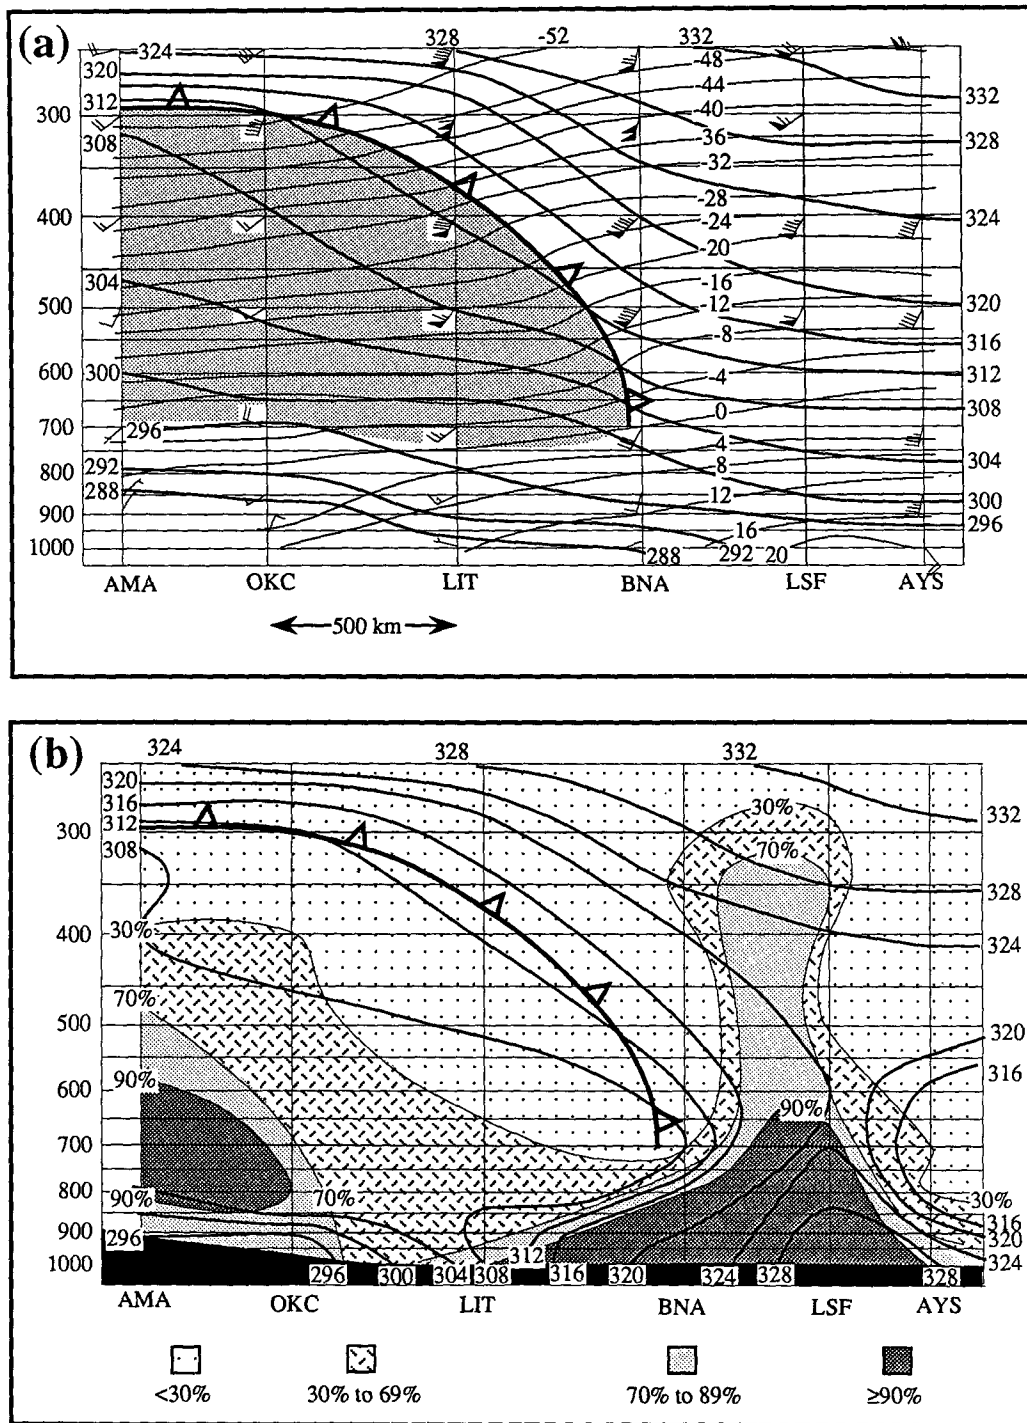 (a)
324 328 -52 332
320 -48
312 -44 332
300 -40
308 -36 328
-32
400 -28 324
-24
-20
304 -16
500 -12 320
-8 316
600
300 -4 312
0 308
700 296 4
800 292 8 304
288 12 300
900 16 296
1000 288 292 20
AMA OKC LIT BNA LSF AYS
500 km
(b)
324 328 332
320
316 30% 332
312
300
308 70%
328
30%
400 324
70%
500 320
316
90%
600
90%
700
800 90% 70% 30%
316
900 296 312 320
1000 324
296 300 304 308 316 320 324 328 328
AMA OKC LIT BNA LSF AYS
<30% 30% to 69% 70% to 89% ≥90%